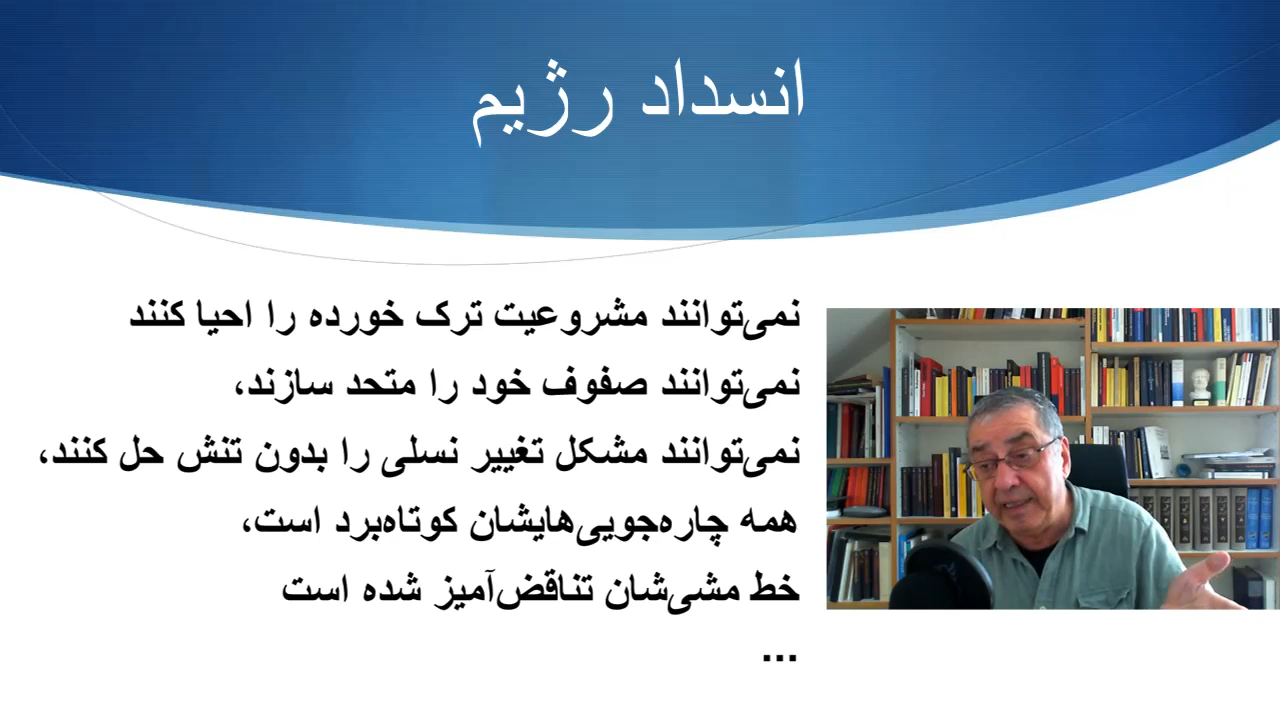 انسداد رژیم
نمی‌توانند مشروعیت ترک خورده را احیا کنند
نمی‌توانند صفوف خود را متحد سازند،
نمی‌توانند مشکل تغییر نسلی را بدون تنش حل کنند،
همه چاره‌جویی‌هایشان کوتاه‌برد است،
خط مشی‌شان تناقض‌آمیز شده است
...